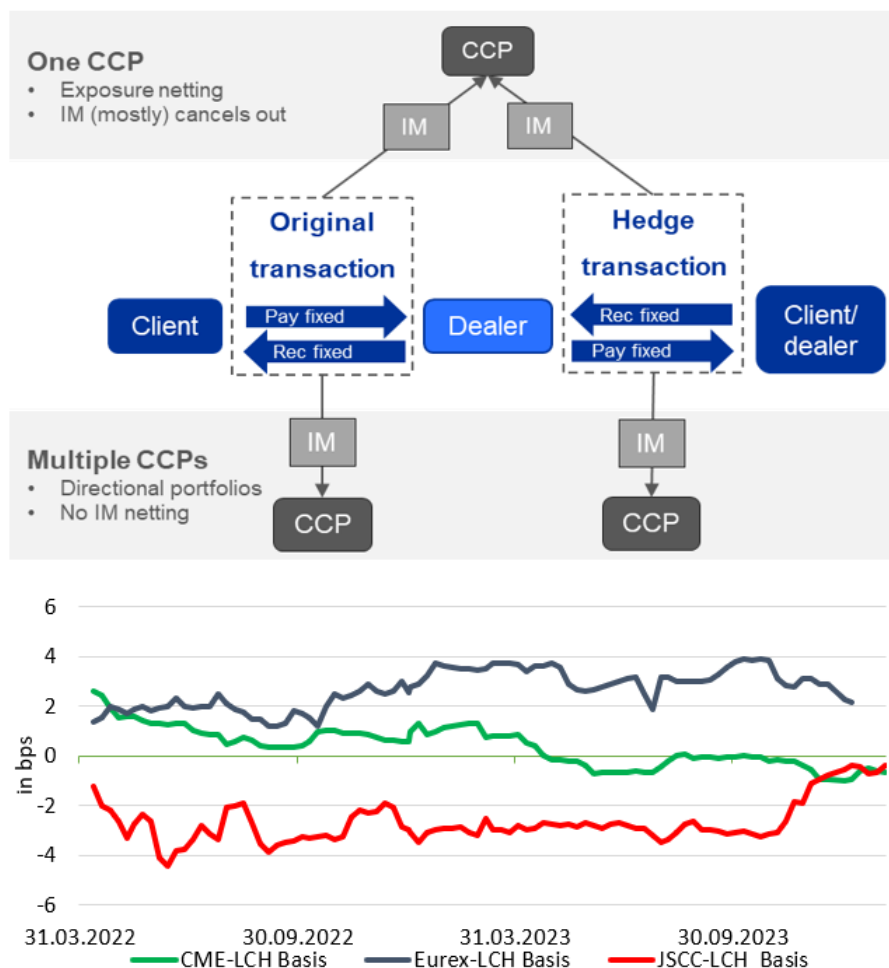 CCP
One CCP
• Exposure netting
• IM (mostly) cancels out
IM
IM
Original
transaction
Hedge
transaction
Client
Pay fixed
Rec fixed
Dealer
Rec fixed
Pay fixed
Client/
dealer
IM
IM
Multiple CCPs
• Directional portfolios
• No IM netting
CCP
CCP
6
4
2
0
-2
-4
-6
in bps
31.03.2022
30.09.2022
31.03.2023
30.09.2023
CME-LCH Basis
Eurex-LCH Basis
JSCC-LCH Basis